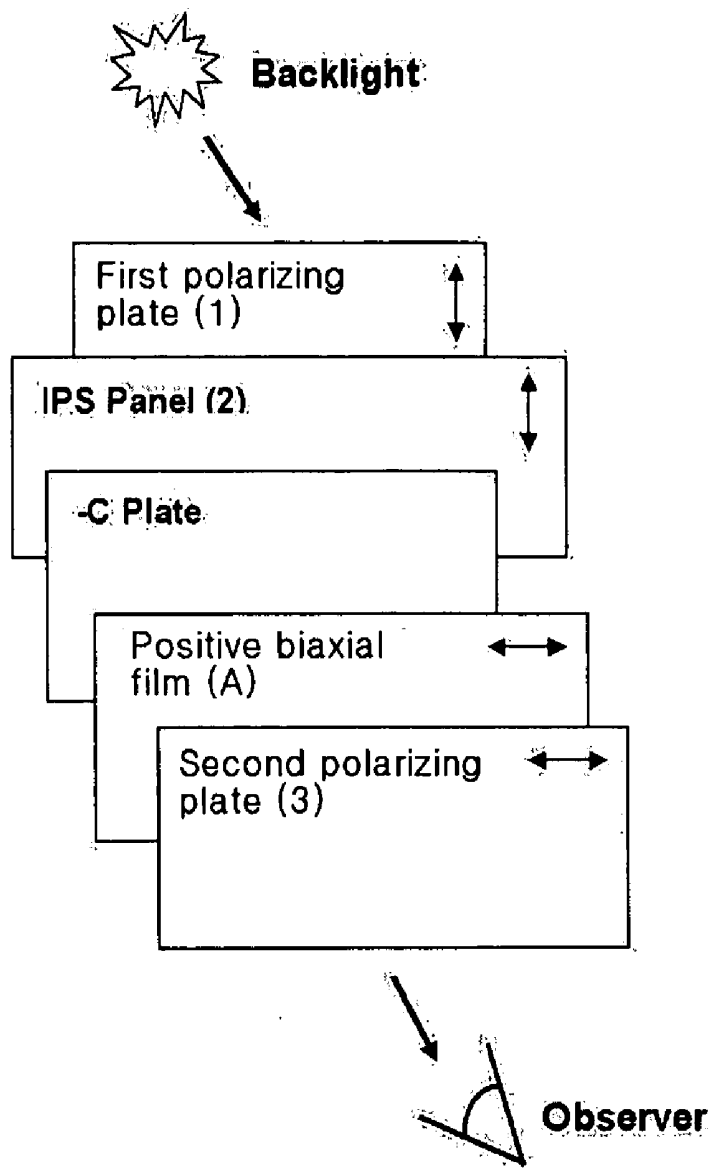 Backlight
First polarizing
plate (1)
IPS Panel (2)
-C Plate
Positive biaxial
film (A)
Second polarizing
plate (3)
Observer